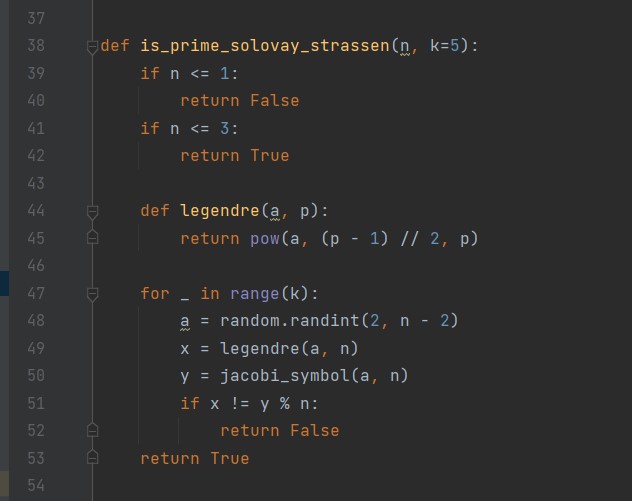 37
38 def is_prime_solovay_strassen(n, k=5):
39     if n <= 1:
40         return False
41     if n <= 3:
42         return True
43
44     def legendre(a, p):
45         return pow(a, (p - 1) // 2, p)
46
47     for _ in range(k):
48         a = random.randint(2, n - 2)
49         x = legendre(a, n)
50         y = jacobi_symbol(a, n)
51         if x != y % n:
52             return False
53     return True
54